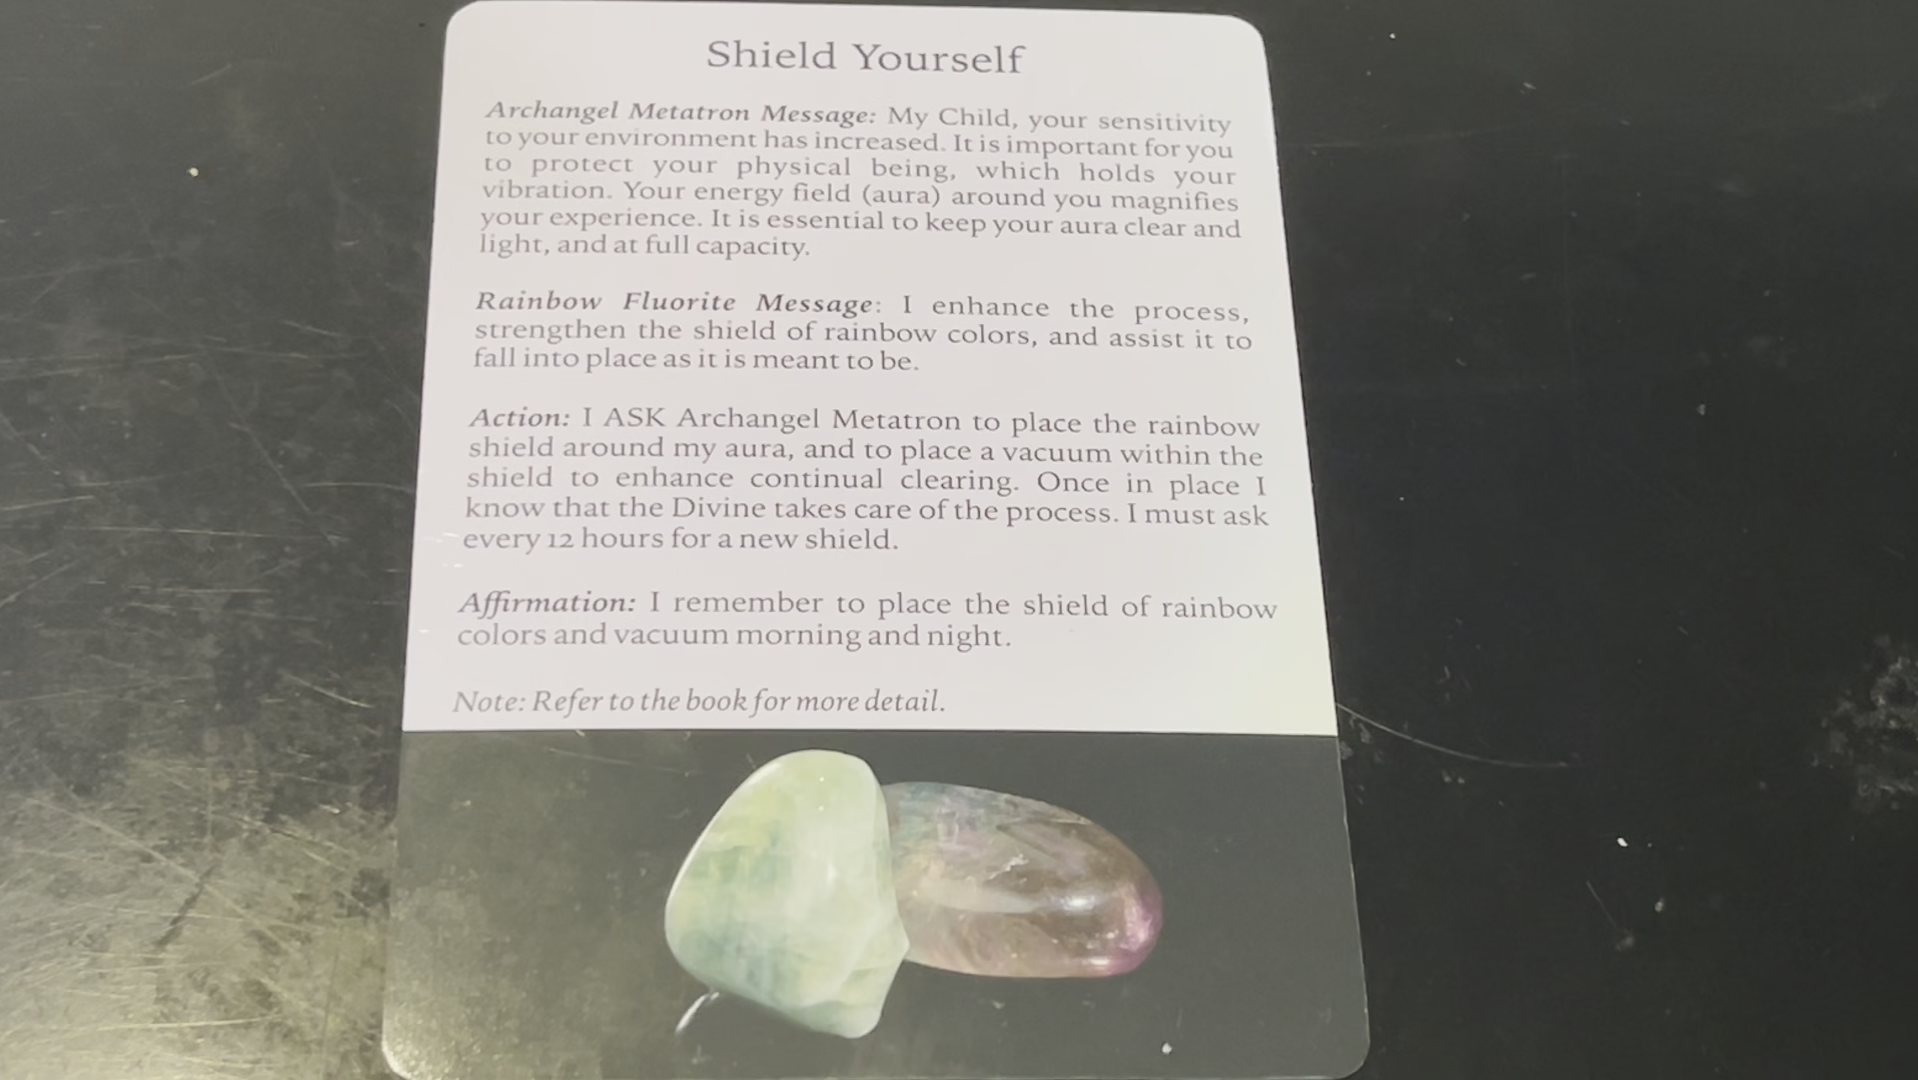 Shield Yourself
Archangel Metatron Message: My Child, your sensitivity
to your environment has increased. It is important for you
to protect your physical being, which holds your
vibration. Your energy field (aura) around you magnifies
your experience. It is essential to keep your aura clear and
light, and at full capacity.
Rainbow Fluorite Message: I enhance the process,
strengthen the shield of rainbow colors, and assist it to
fall into place as it is meant to be.
Action: I ASK Archangel Metatron to place the rainbow
shield around my aura, and to place a vacuum within the
shield to enhance continual clearing. Once in place I
know that the Divine takes care of the process. I must ask
every 12 hours for a new shield.
Affirmation: I remember to place the shield of rainbow
colors and vacuum morning and night.
Note: Refer to the book for more detail.